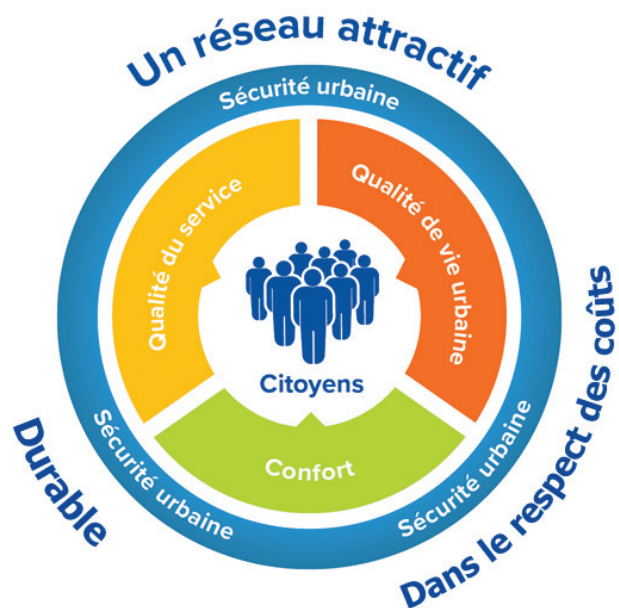 Un réseau attractif
Sécurité urbaine
Qualité du service
Qualité de vie urbaine
Citoyens
Confort
Sécurité urbaine
Sécurité urbaine
Durable
Dans le respect des coûts